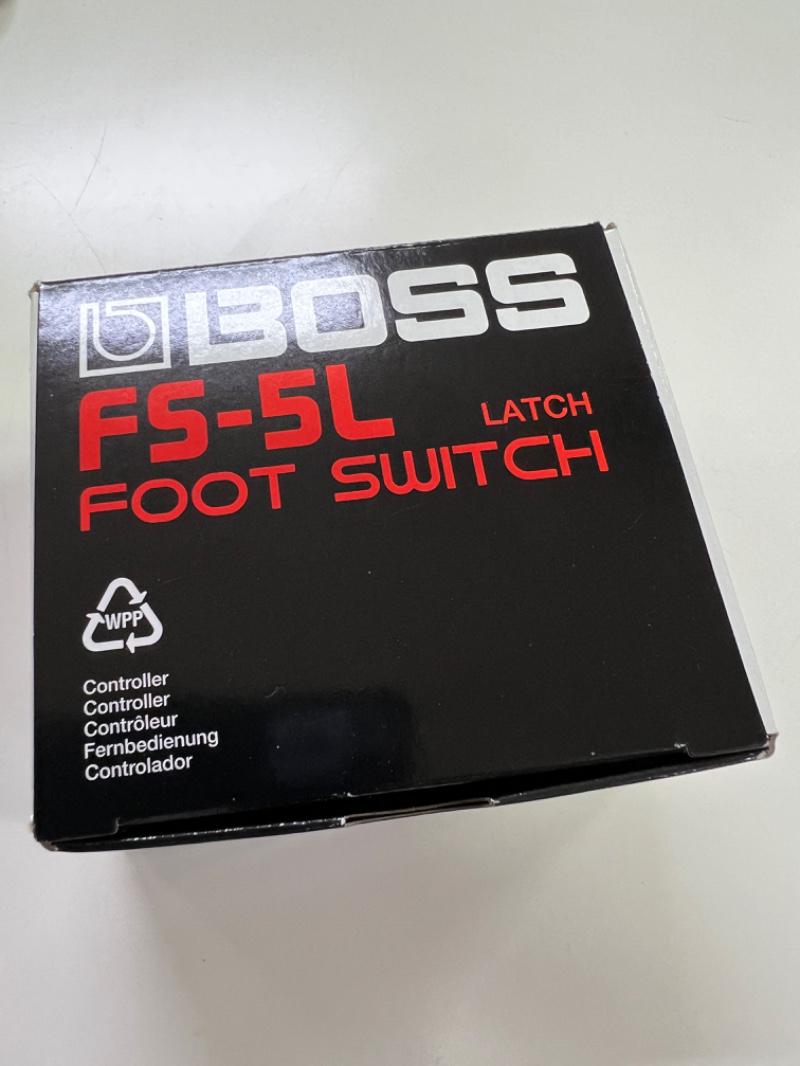 BOSS
FS-5L LATCH
FOOT SWITCH
WPP
Controller
Controller
Contrôleur
Fernbedienung
Controlador